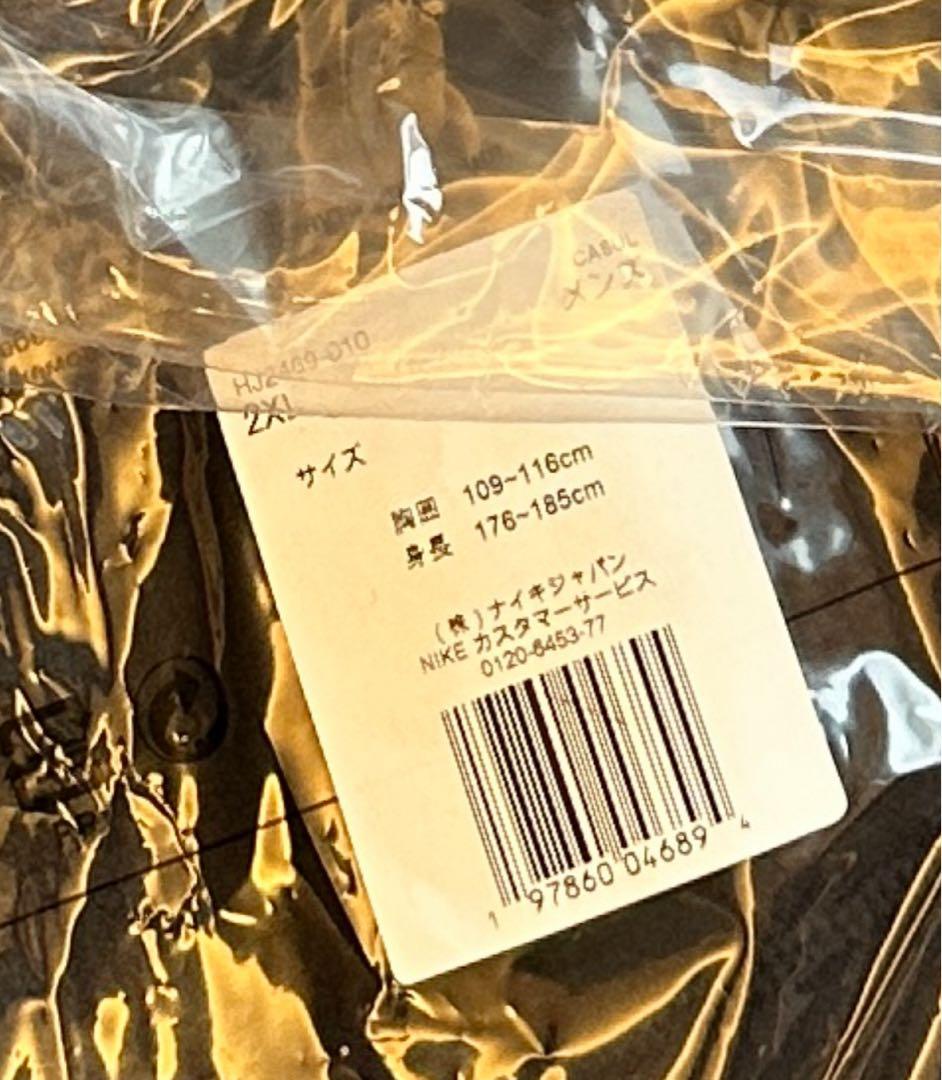 CASUL
メンズ
HJ2469-010
2XL
サイズ
胸囲 109~116cm
身長 176~185cm
(株)ナイキジャパン
NIKE カスタマーサービス
0120-6453-77
1 97860 04689 4